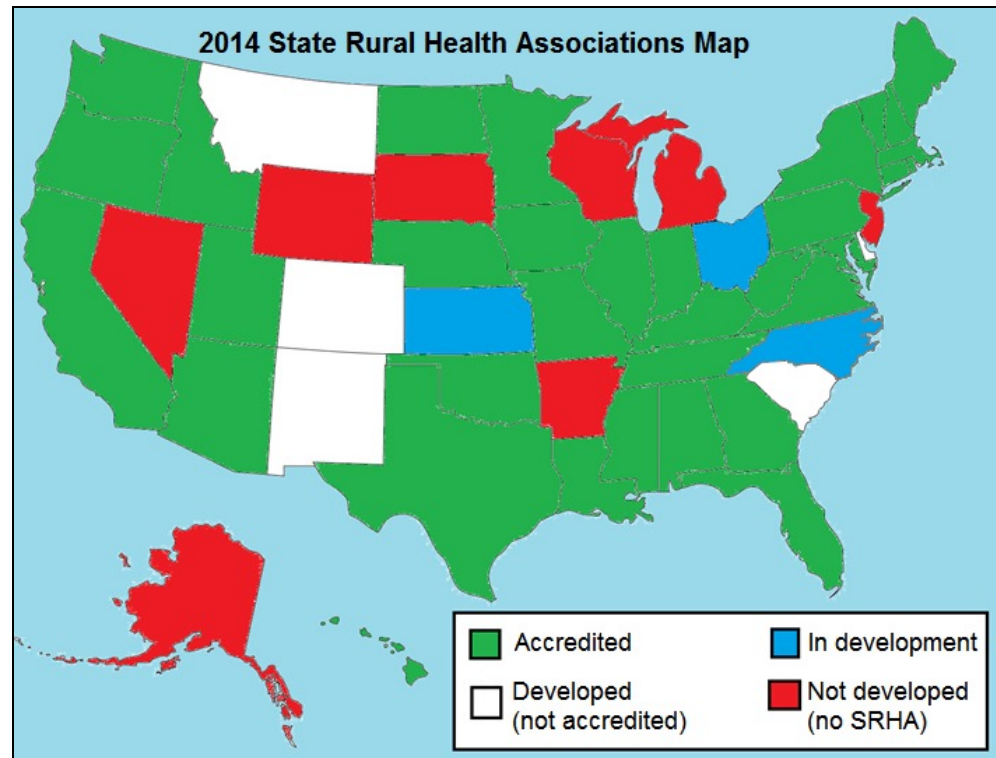 2014 State Rural Health Associations Map
Accredited
In development
Developed
(not accredited)
Not developed
(no SRHA)